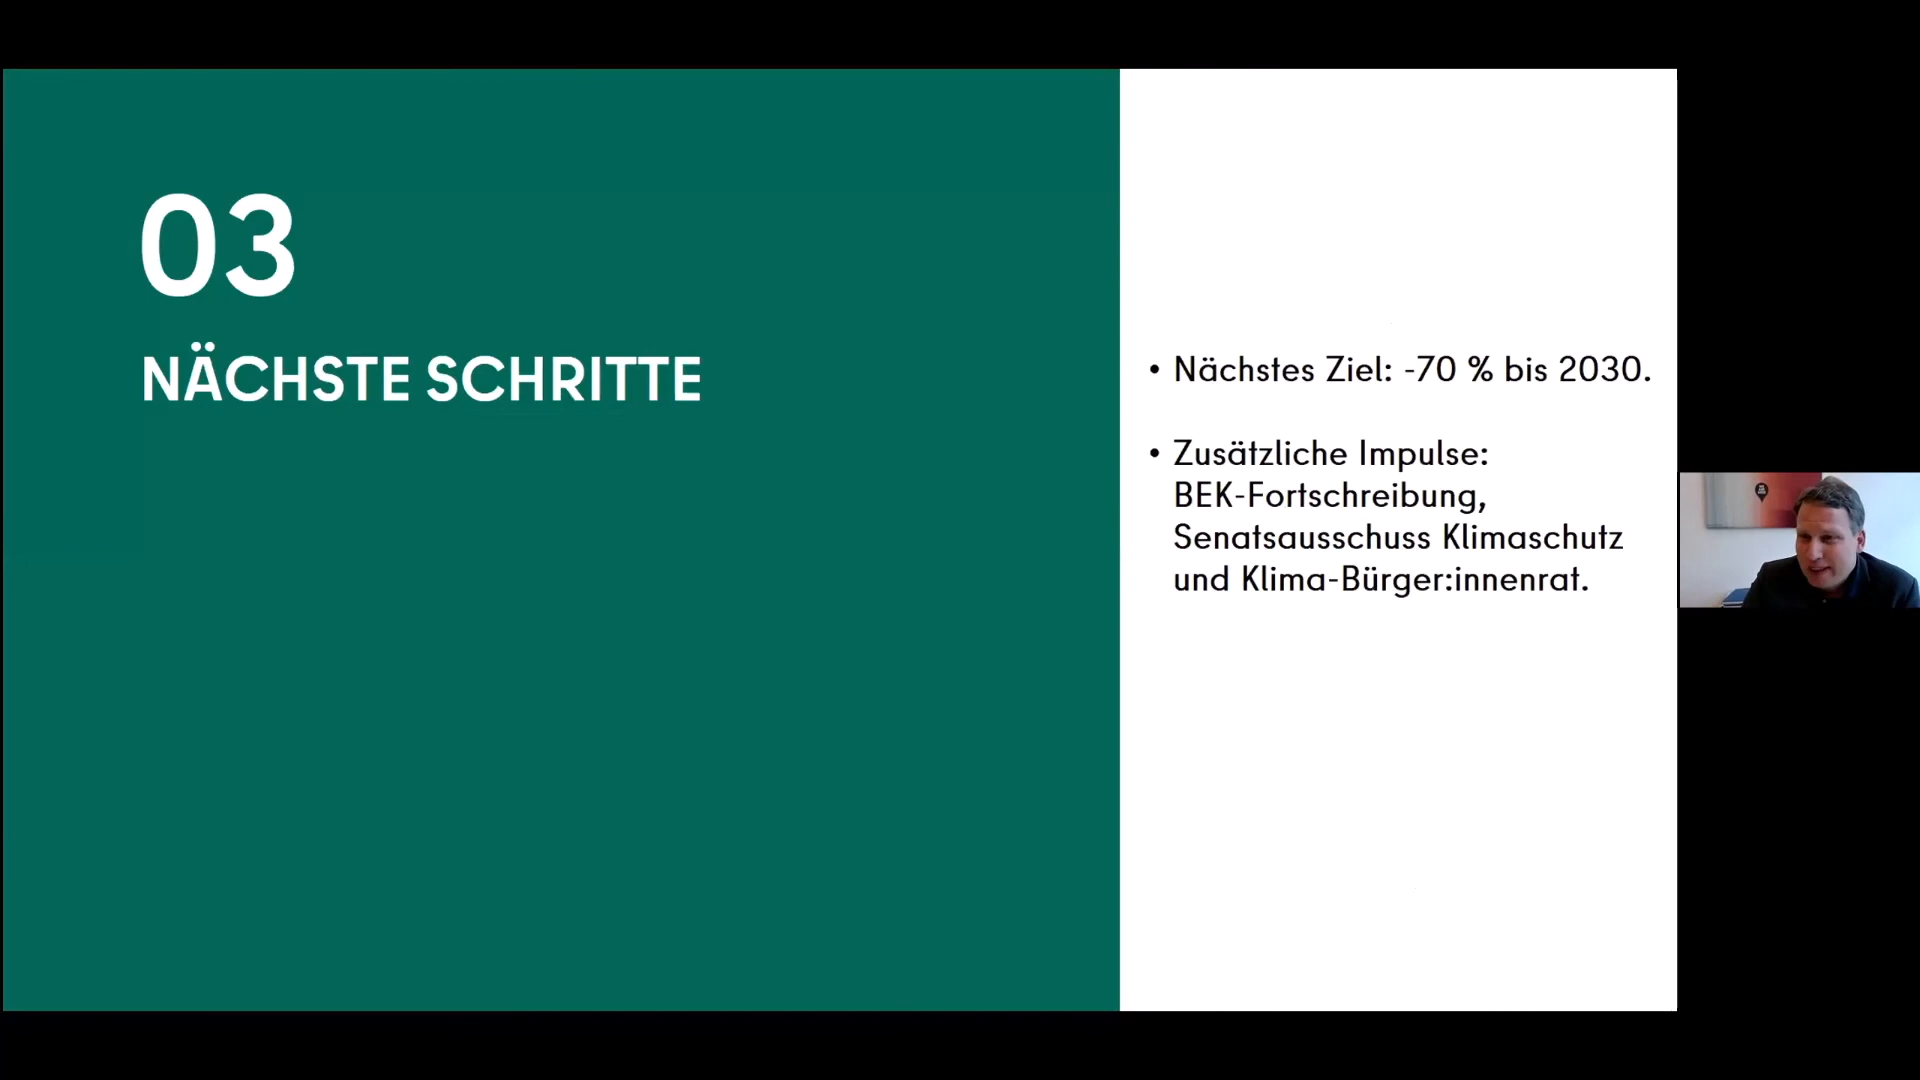 03
NÄCHSTE SCHRITTE
• Nächstes Ziel: -70 % bis 2030.
• Zusätzliche Impulse:
BEK-Fortschreibung,
Senatsausschuss Klimaschutz
und Klima-Bürger:innenrat.